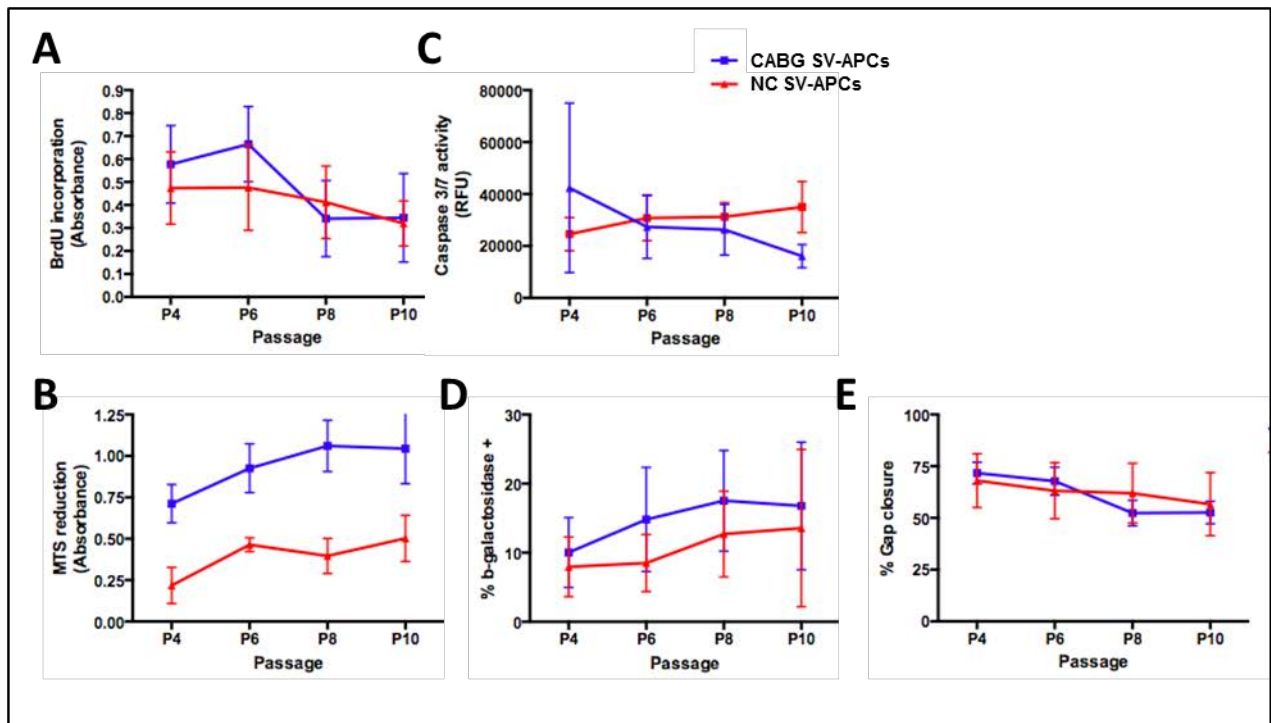 A
BrdU incorporation
(Absorbance)
0.9
0.8
0.7
0.6
0.5
0.4
0.3
0.2
0.1
0.0
P4 P6 P8 P10
Passage
C
CABG SV-APCs
NC SV-APCs
Caspase 3/7 activity
(RFU)
80000
60000
40000
20000
0
P4 P6 P8 P10
Passage
B
MTS reduction
(Absorbance)
1.25
1.00
0.75
0.50
0.25
0.00
P4 P6 P8 P10
Passage
D
% b-galactosidase +
30
20
10
0
P4 P6 P8 P10
Passage
E
% Gap closure
100
75
50
25
0
P4 P6 P8 P10
Passage